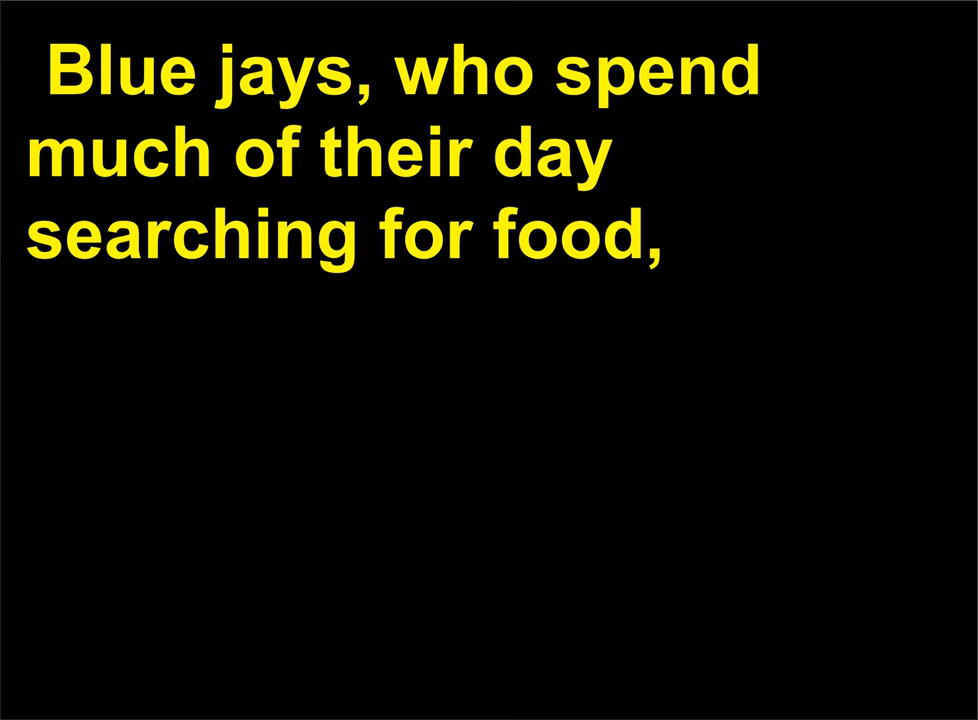 Blue jays, who spend
much of their day
searching for food,